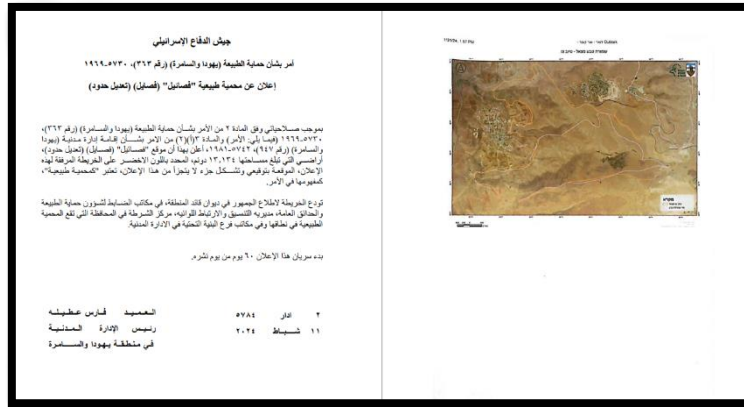 جيش الدفاع الإسرائيلي
أمر بشأن حماية الطبيعة (يهودا والسامرة) (رقم ٣٦٣)، ٥٧٣٠-١٩٦٩
إعلان عن محمية طبيعية "فصائيل" (فصايل) (تعديل حدود)
بموجب صلاحياتي وفق المادة ٢ من الأمر بشأن حماية الطبيعة (يهودا والسامرة) (رقم ٣٦٣)،
٥٧٣٠-١٩٦٩ (فيما يلي: الأمر) والمادة ٣(أ)(٢) من الأمر بشأن إقامة إدارة مدنية (يهودا
والسامرة) (رقم ٩٤٧)، ٥٧٤٢-١٩٨١، أعلن بهذا أن موقع "فصائيل" (فصايل) (تعديل حدود)،
أراضي التي تبلغ مساحتها ١٣,١٣٤ دونم، المحدد باللون الاخضر على الخريطة المرفقة لهذه
الإعلان، الموقعة بتوقيعي وتشكل جزء لا يتجزأ من هذا الإعلان، تعتبر "كمحمية طبيعية"،
كمفهومها في الأمر.
تودع الخريطة لاطلاع الجمهور في ديوان قائد المنطقة، في مكاتب الضابط لشؤون حماية الطبيعة
والحدائق العامة، مديريه التنسيق والارتباط اللوائيه، مركز الشرطة في المحافظة التي تقع المحمية
الطبيعية في نطاقها وفي مكاتب فرع البنية التحتية في الادارة المدنية.
بدء سريان هذا الإعلان ٦٠ يوم من يوم نشره.
٢ ادار ٥٧٨٤ العميد فارس عطيله
١١ شباط ٢٠٢٤ رئيس الإدارة المدنية
في منطقة يهودا والسامرة